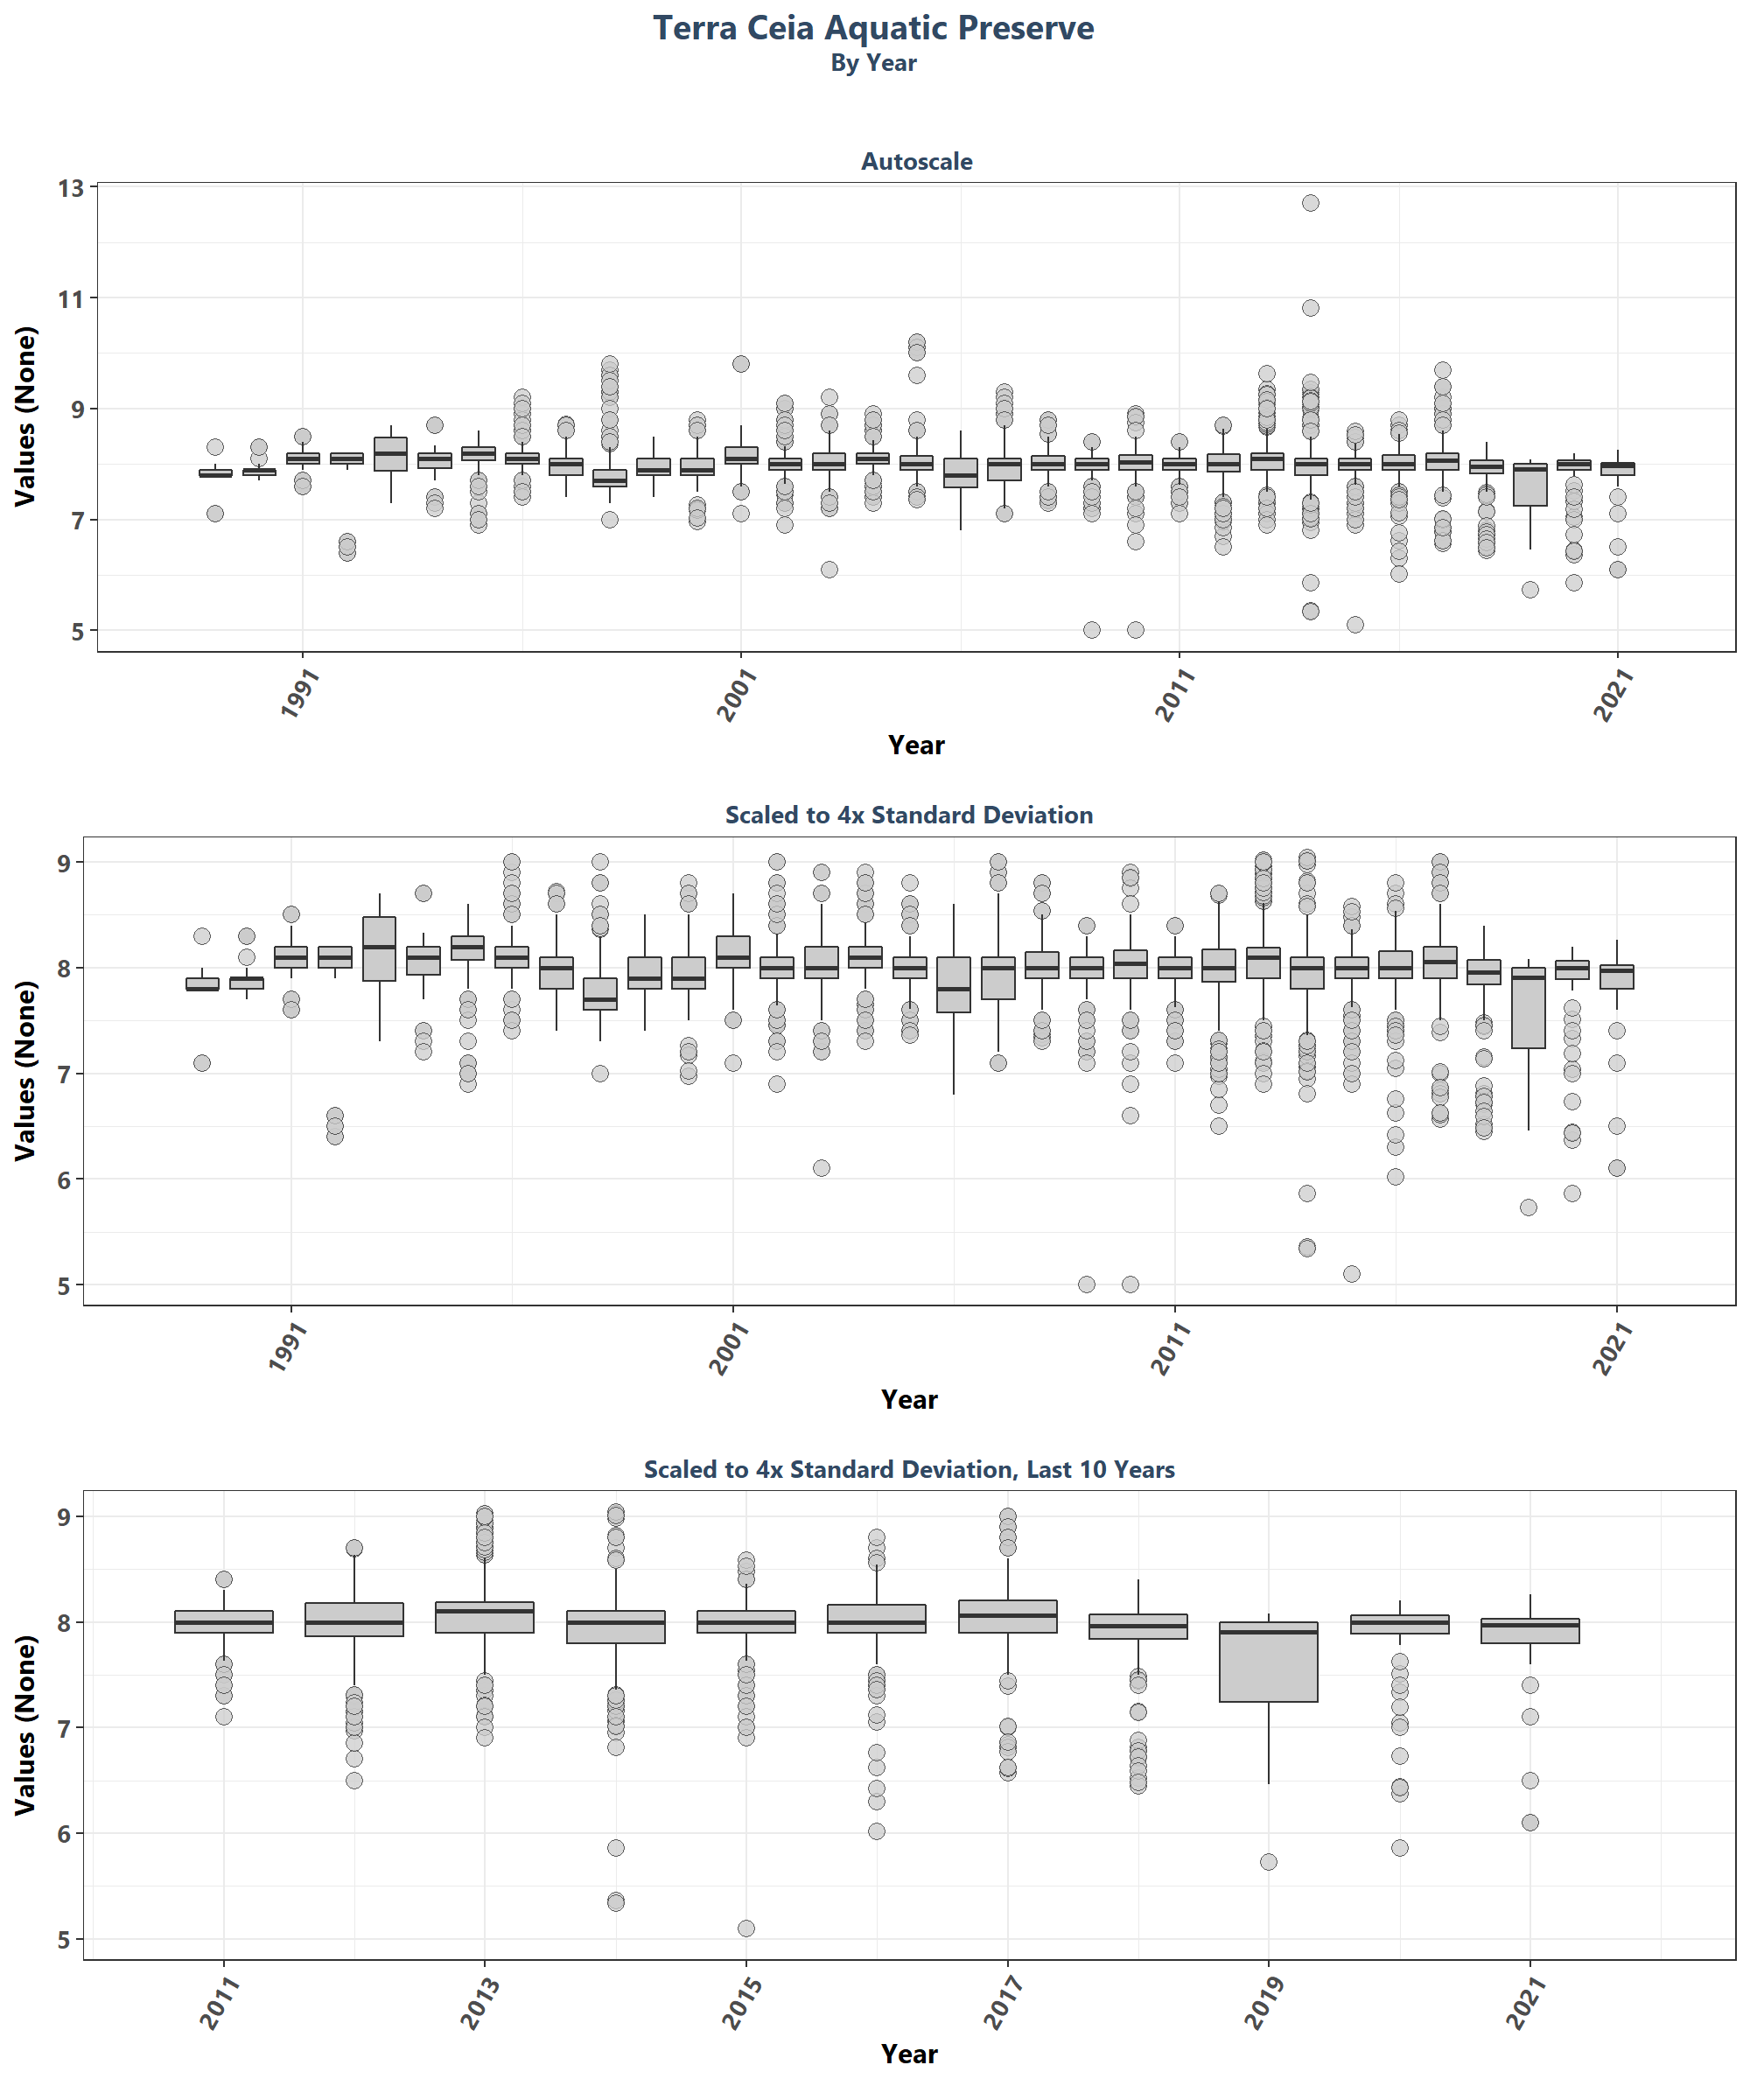 Terra Ceia Aquatic Preserve
By Year
Autoscale
Values (None)
13
11
9
7
5
1991
2001
2011
2021
Year
Scaled to 4x Standard Deviation
Values (None)
9
8
7
6
5
1991
2001
2011
2021
Year
Scaled to 4x Standard Deviation, Last 10 Years
Values (None)
9
8
7
6
5
2011
2013
2015
2017
2019
2021
Year